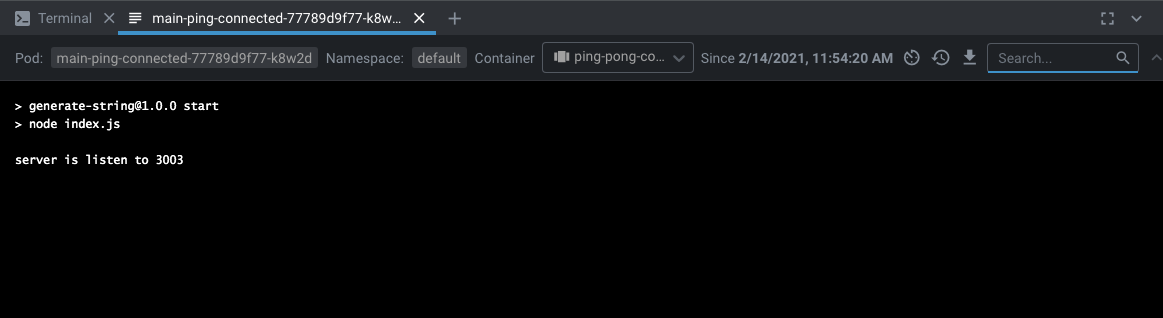 Terminal main-ping-connected-77789d9f77-k8w...
Pod: main-ping-connected-77789d9f77-k8w2d Namespace: default Container ping-pong-co... Since 2/14/2021, 11:54:20 AM Search...
> generate-string@1.0.0 start
> node index.js
server is listen to 3003